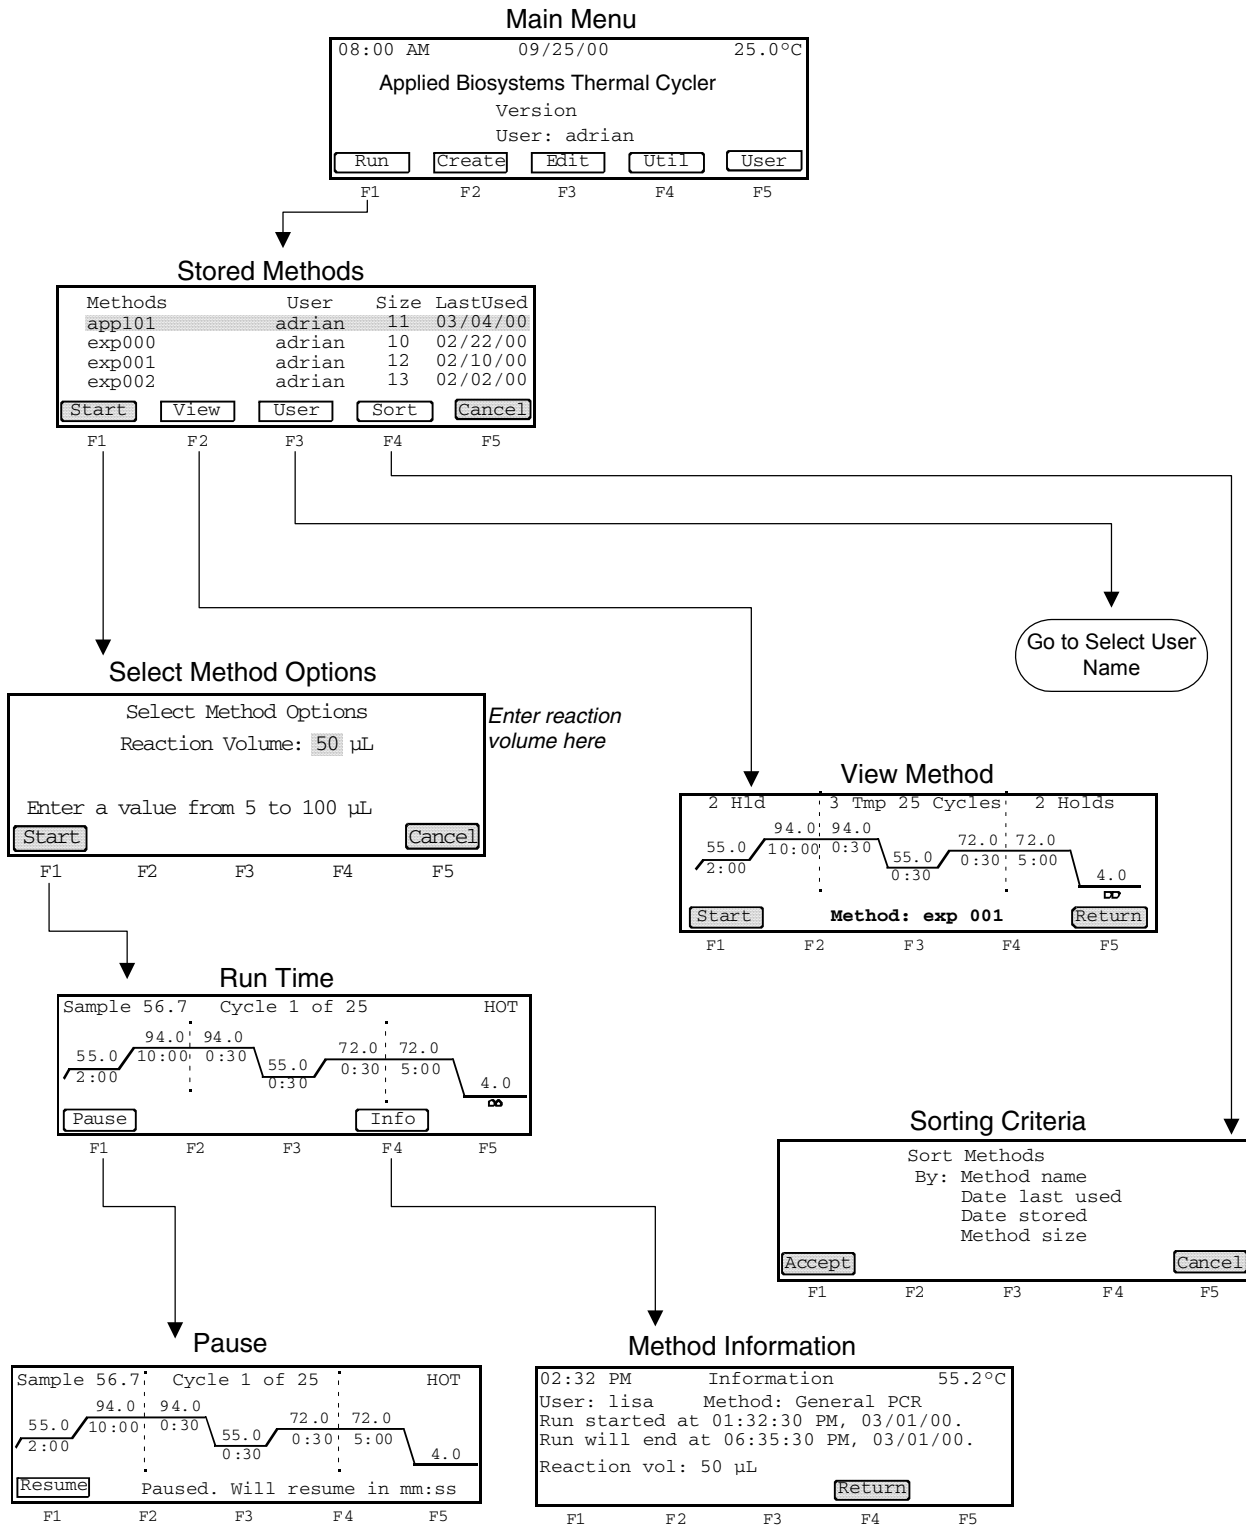 Main Menu
08:00 AM 09/25/00 25.0°C
Applied Biosystems Thermal Cycler
Version
User: adrian
Run Create Edit Util User
F1 F2 F3 F4 F5
Stored Methods
Methods User Size LastUsed
appl01 adrian 11 03/04/00
exp000 adrian 10 02/22/00
exp001 adrian 12 02/10/00
exp002 adrian 13 02/02/00
Start View User Sort Cancel
F1 F2 F3 F4 F5
Go to Select User
Name
Select Method Options
Select Method Options
Reaction Volume: 50 µL
Enter a value from 5 to 100 µL
Start Cancel
F1 F2 F3 F4 F5
Enter reaction
volume here
View Method
2 Hld 3 Tmp 25 Cycles 2 Holds
94.0 94.0
55.0 10:00 0:30 55.0 72.0 72.0
2:00 0:30 0:30 5:00 4.0
∞
Start Method: exp 001 Return
F1 F2 F3 F4 F5
Run Time
Sample 56.7 Cycle 1 of 25 HOT
94.0 94.0
55.0 10:00 0:30 55.0 72.0 72.0
2:00 0:30 0:30 5:00 4.0
∞
Pause Info
F1 F2 F3 F4 F5
Sorting Criteria
Sort Methods
By: Method name
Date last used
Date stored
Method size
Accept Cancel
F1 F2 F3 F4 F5
Pause
Sample 56.7 Cycle 1 of 25 HOT
94.0 94.0
55.0 10:00 0:30 55.0 72.0 72.0
2:00 0:30 0:30 5:00 4.0
Resume Paused. Will resume in mm:ss
F1 F2 F3 F4 F5
Method Information
02:32 PM Information 55.2°C
User: lisa Method: General PCR
Run started at 01:32:30 PM, 03/01/00.
Run will end at 06:35:30 PM, 03/01/00.
Reaction vol: 50 µL
Return
F1 F2 F3 F4 F5